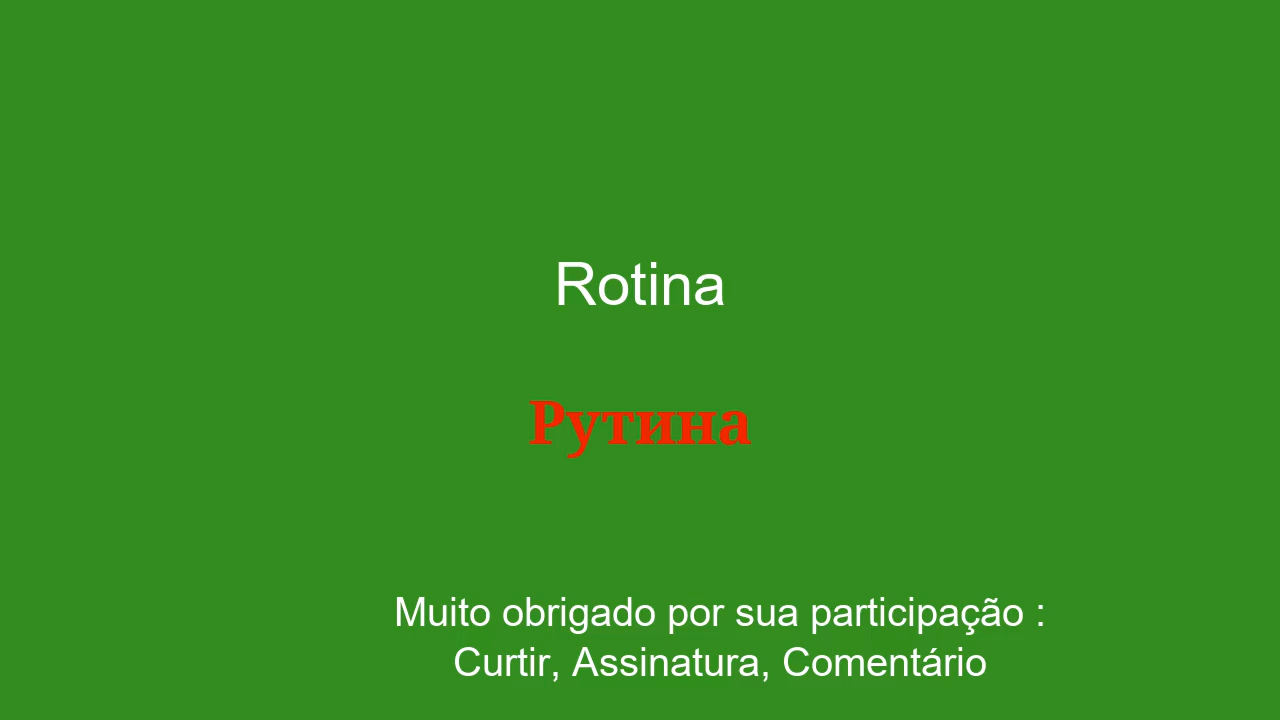 Rotina
Рутина
Muito obrigado por sua participação :
Curtir, Assinatura, Comentário